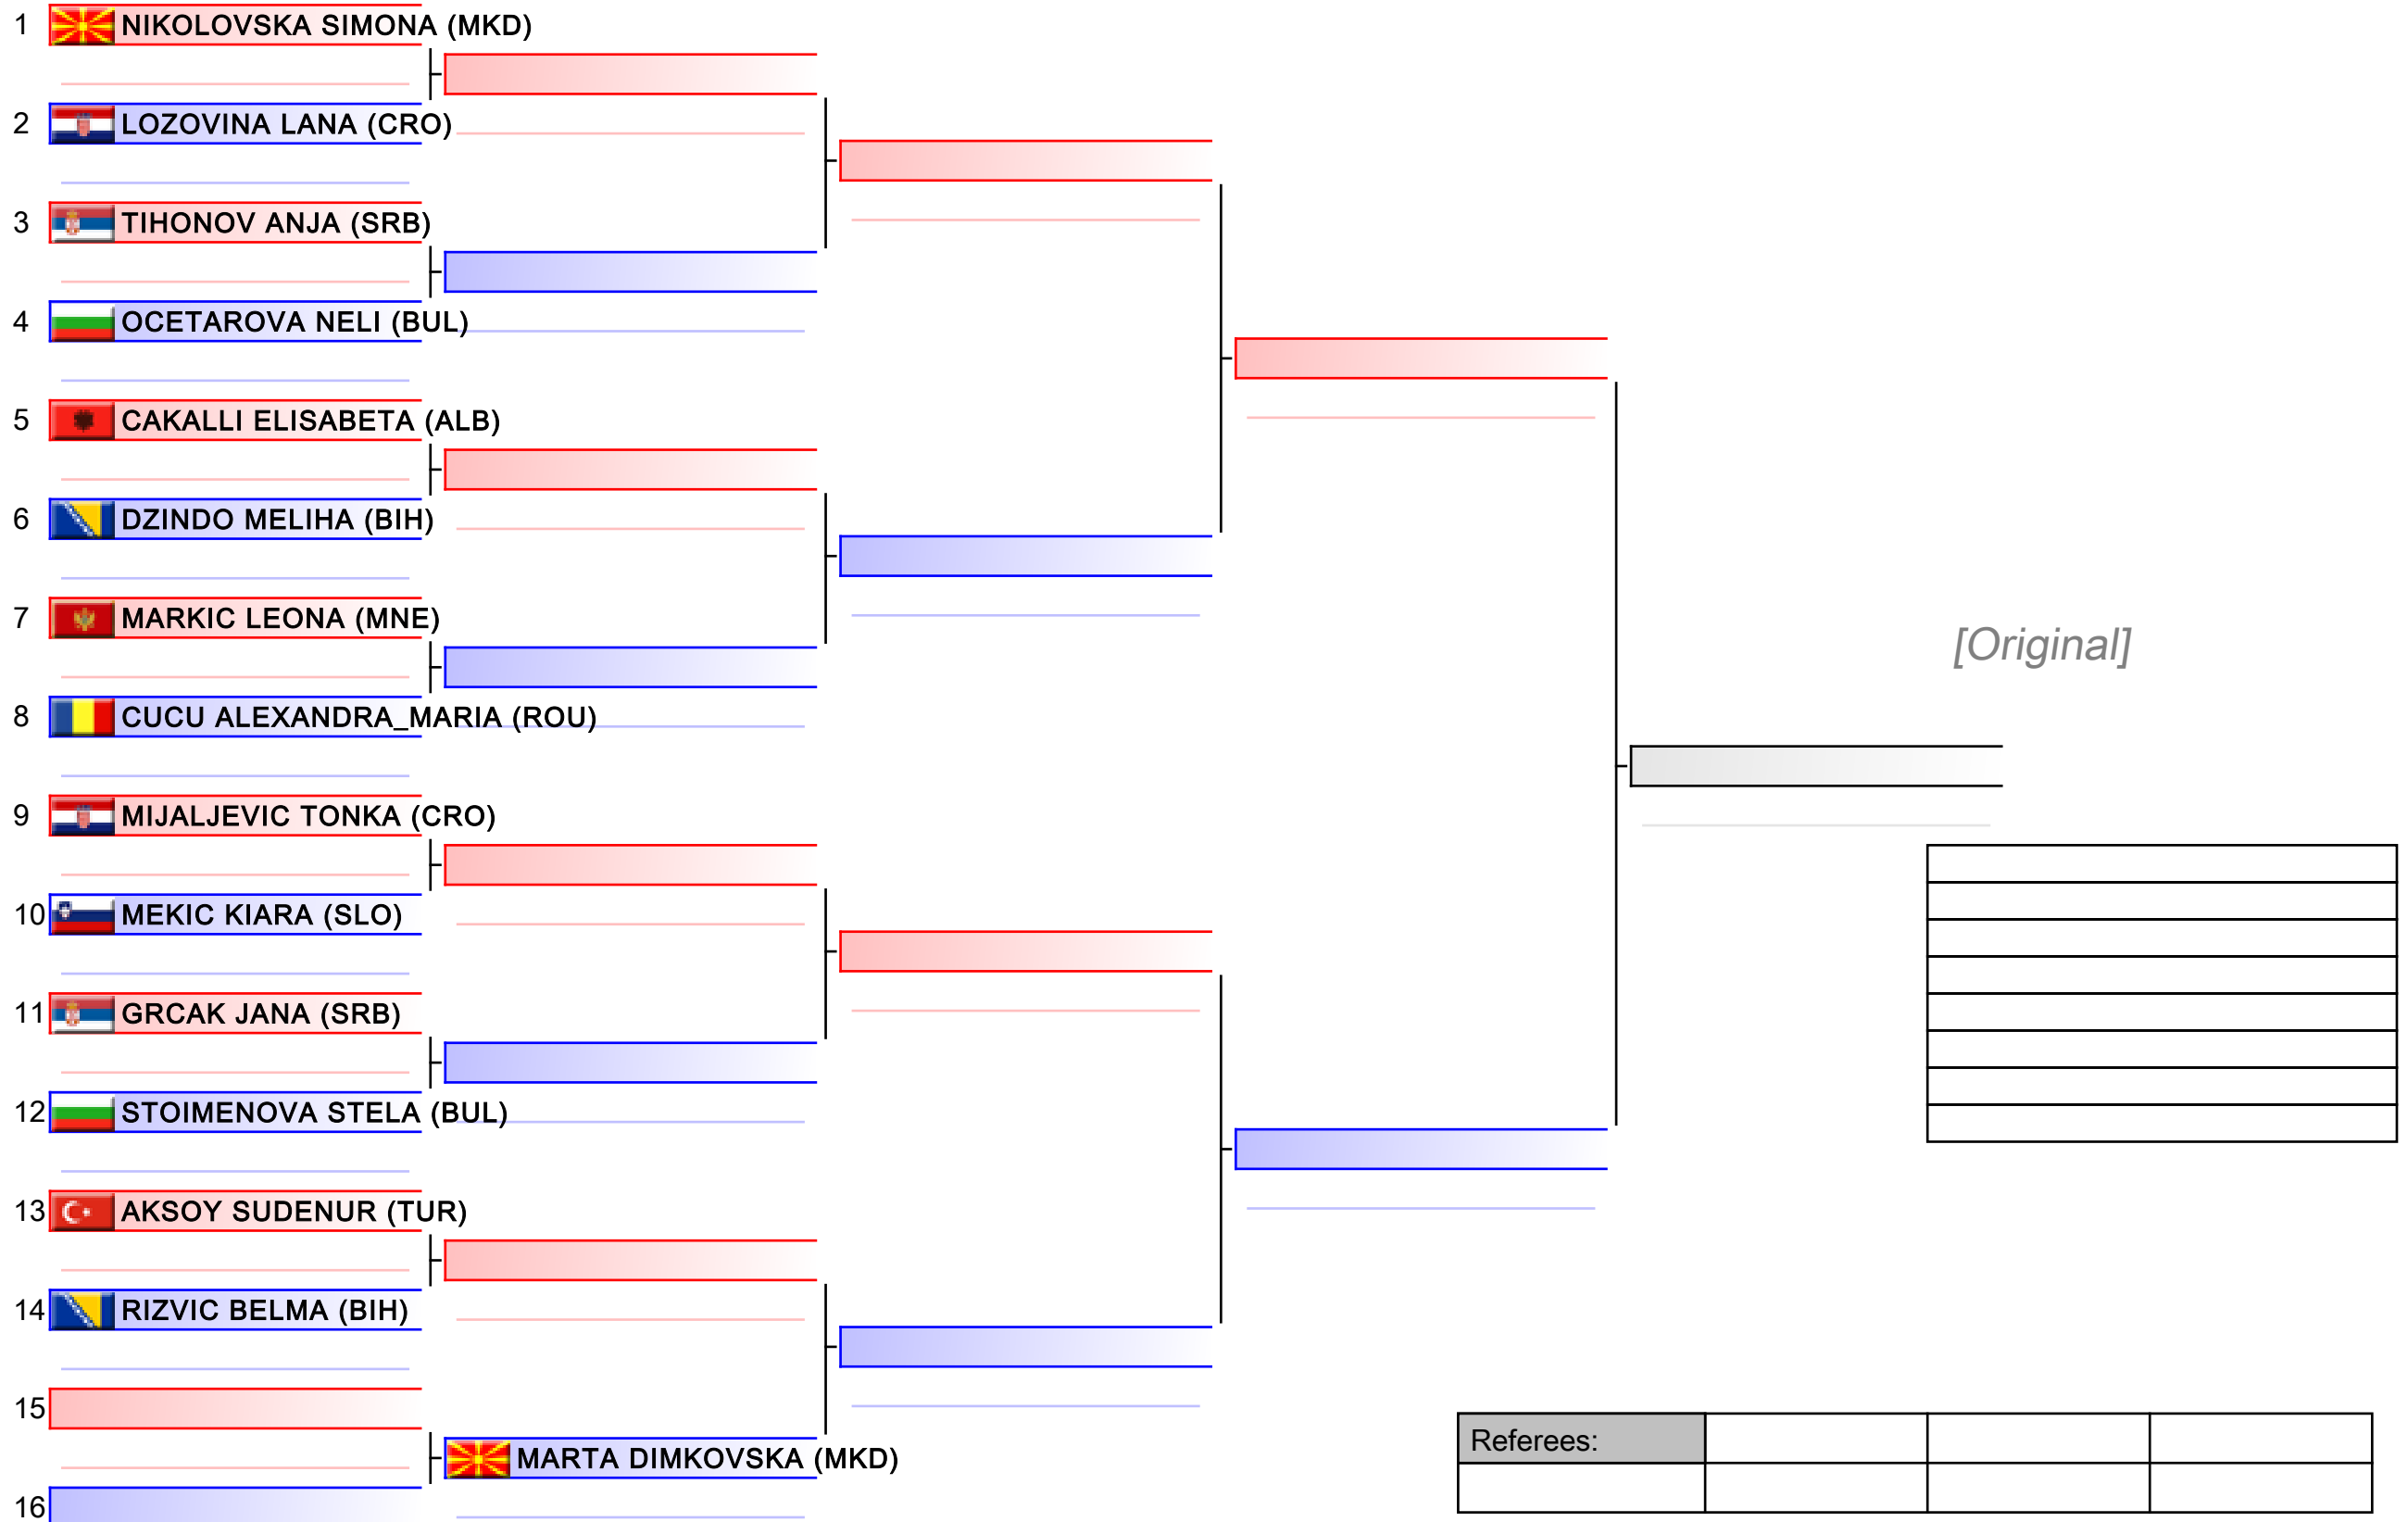 1 NIKOLOVSKA SIMONA (MKD)
2 LOZOVINA LANA (CRO)
3 TIHONOV ANJA (SRB)
4 OCETAROVA NELI (BUL)
5 CAKALLI ELISABETA (ALB)
6 DZINDO MELIHA (BIH)
7 MARKIC LEONA (MNE)
[Original]
8 CUCU ALEXANDRA_MARIA (ROU)
9 MIJALJEVIC TONKA (CRO)
10 MEKIC KIARA (SLO)
11 GRCAK JANA (SRB)
12 STOIMENOVA STELA (BUL)
13 AKSOY SUDENUR (TUR)
14 RIZVIC BELMA (BIH)
15
Referees:
MARTA DIMKOVSKA (MKD)
16